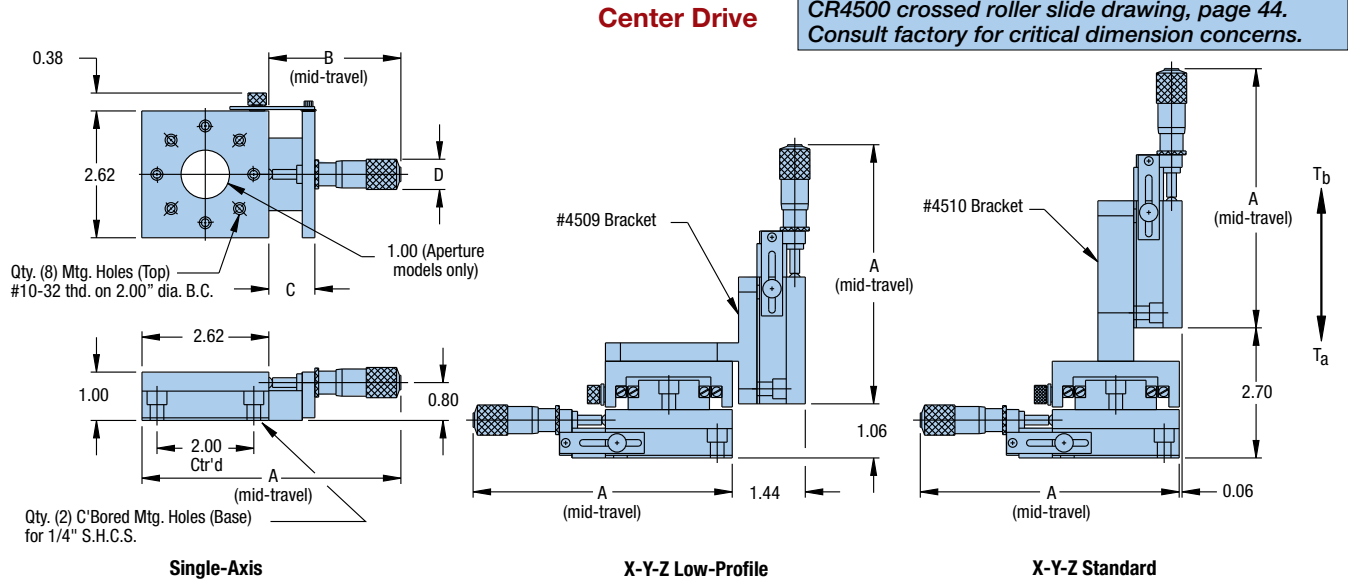 Center Drive
CR4500 crossed roller slide drawing, page 44.
Consult factory for critical dimension concerns.
0.38
B
(mid-travel)
2.62
D
1.00 (Aperture
models only)
Qty. (8) Mtg. Holes (Top)
#10-32 thd. on 2.00" dia. B.C.
C
2.62
1.00
0.80
2.00
Ctr'd
A
(mid-travel)
Qty. (2) C'Bored Mtg. Holes (Base)
for 1/4" S.H.C.S.
Single-Axis
#4509 Bracket
A
(mid-travel)
1.06
A
(mid-travel)
1.44
X-Y-Z Low-Profile
#4510 Bracket
A
(mid-travel)
Tb
Ta
2.70
A
(mid-travel)
0.06
X-Y-Z Standard